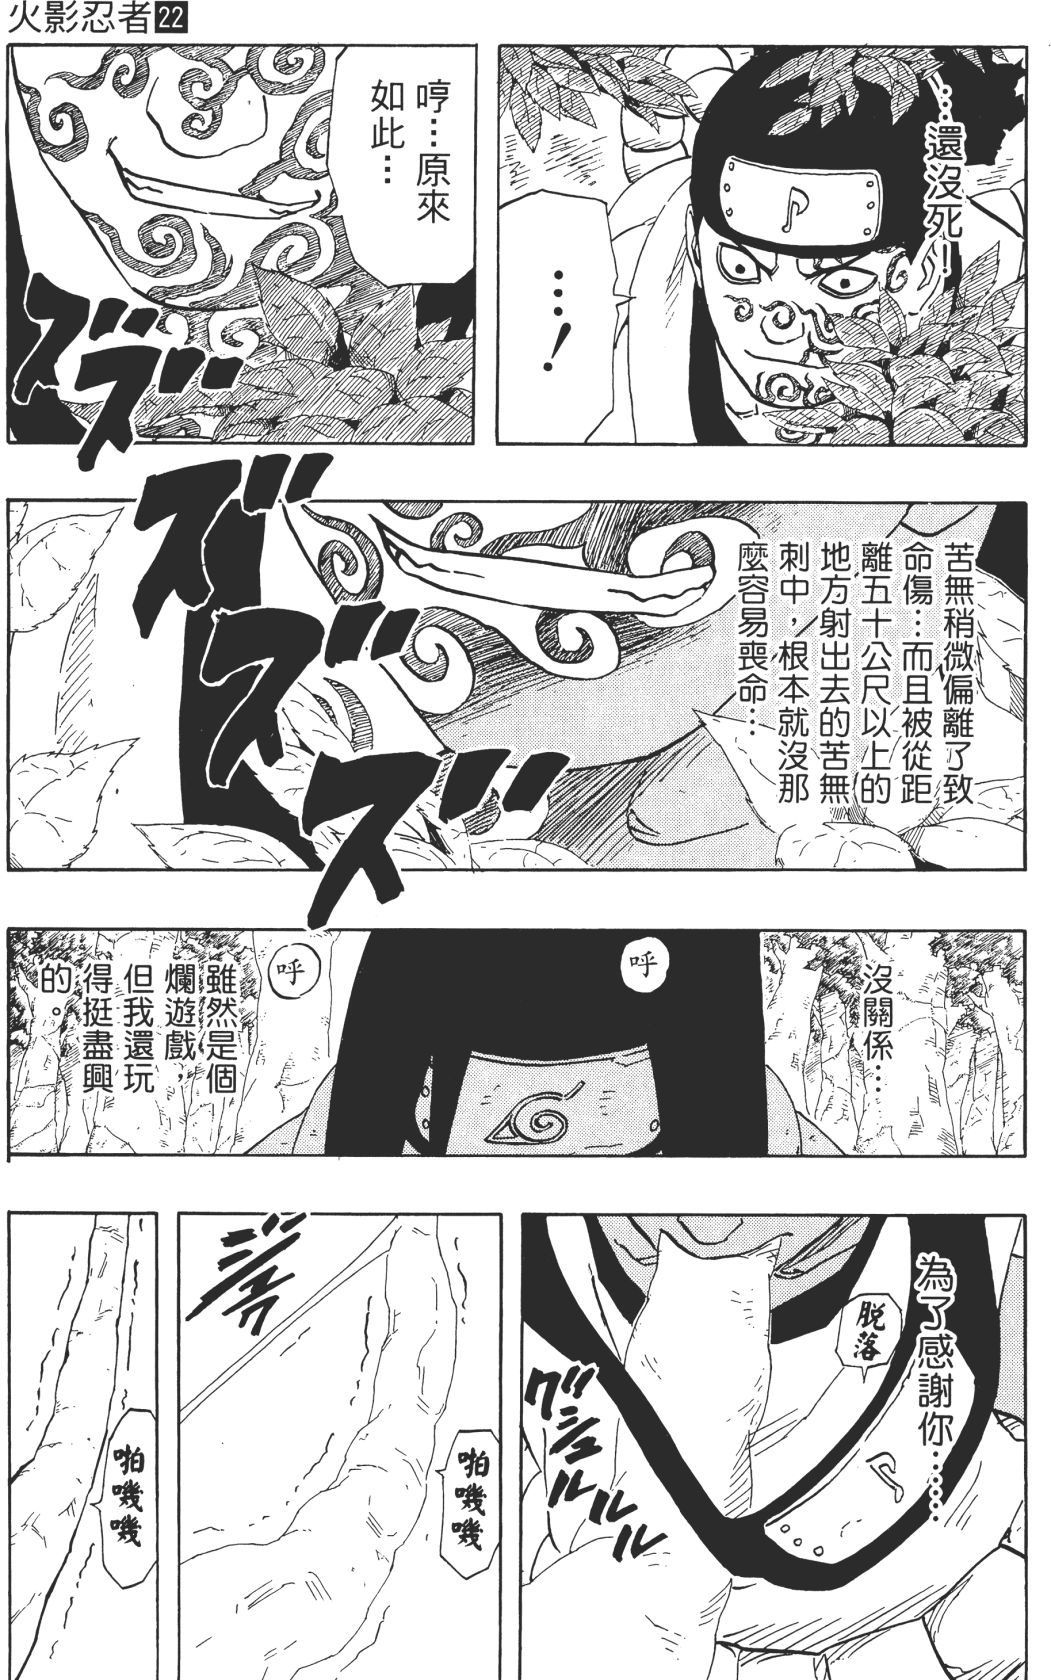 火影忍者22
…還沒死！
…！
哼…原來
如此…
ズズ
苦無稍微偏離了致
命傷…而且被從距
離五十公尺以上的
地方射出去的苦無
刺中，根本就沒那
麼容易喪命…
ズズズ
沒關係…
呼
呼
雖然是個
爛遊戲，
但我還玩
得挺盡興
的。
為了感謝你……
脫落
グジュルルル
ジュク
啪嘰嘰
啪嘰嘰